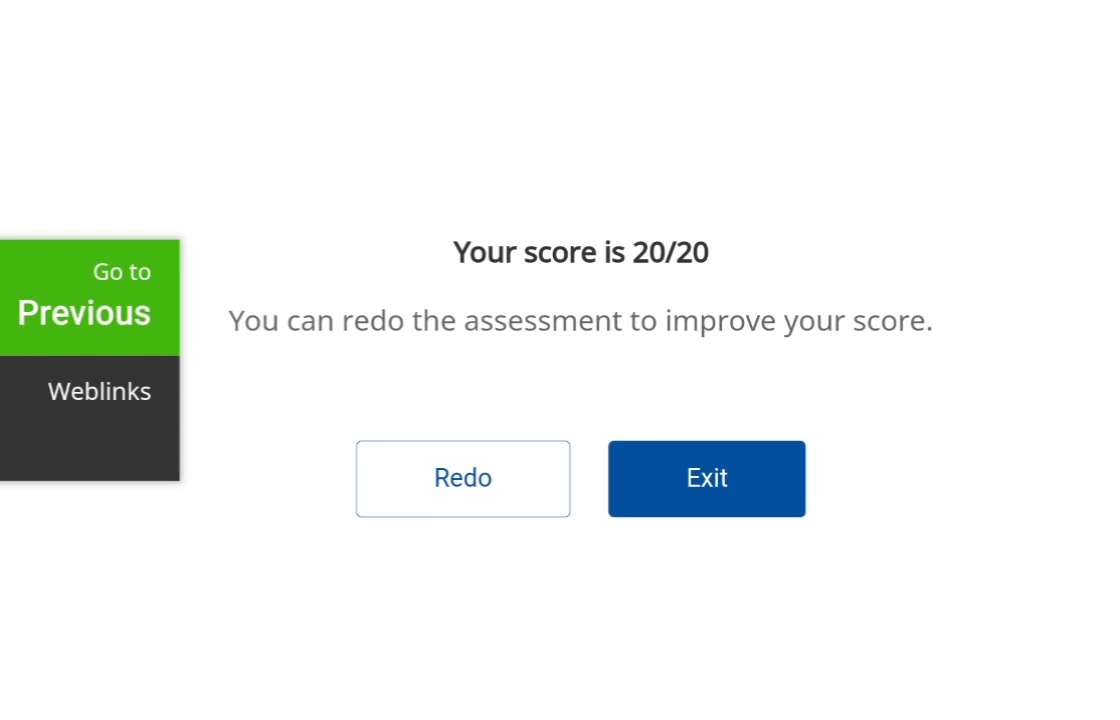 Your score is 20/20
Go to
Previous
You can redo the assessment to improve your score.
Weblinks
Redo
Exit